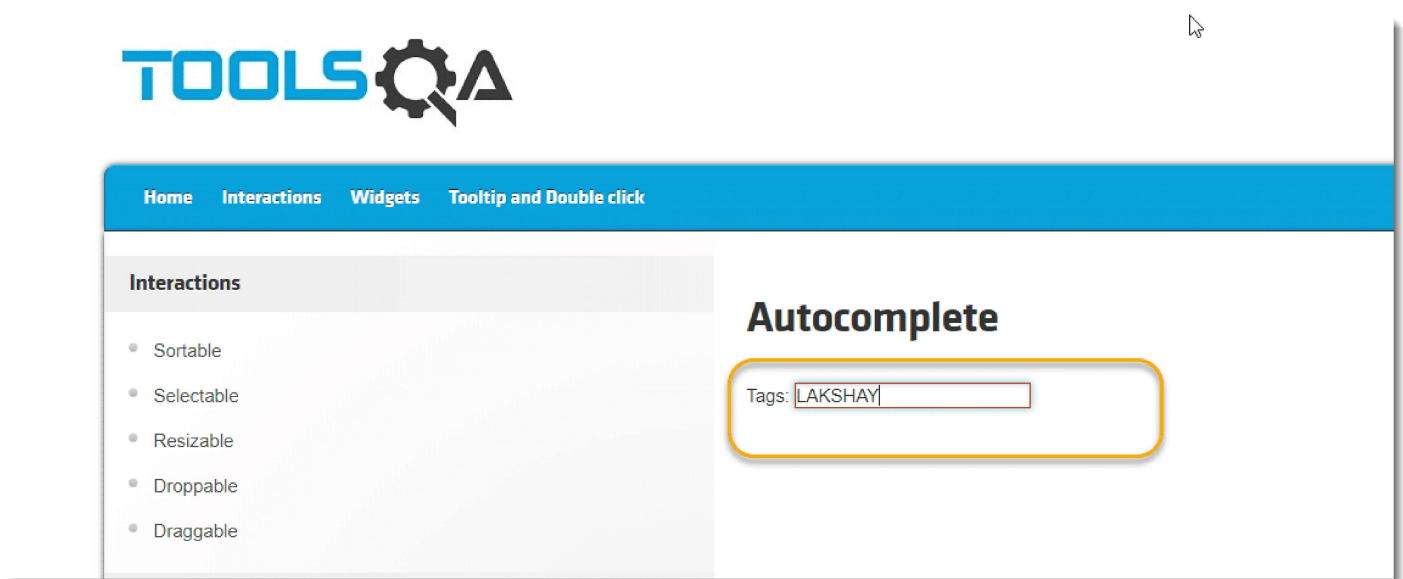 TOOLSQA
Home Interactions Widgets Tooltip and Double click
Interactions
Sortable
Selectable
Resizable
Droppable
Draggable
Autocomplete
Tags: LAKSHAY